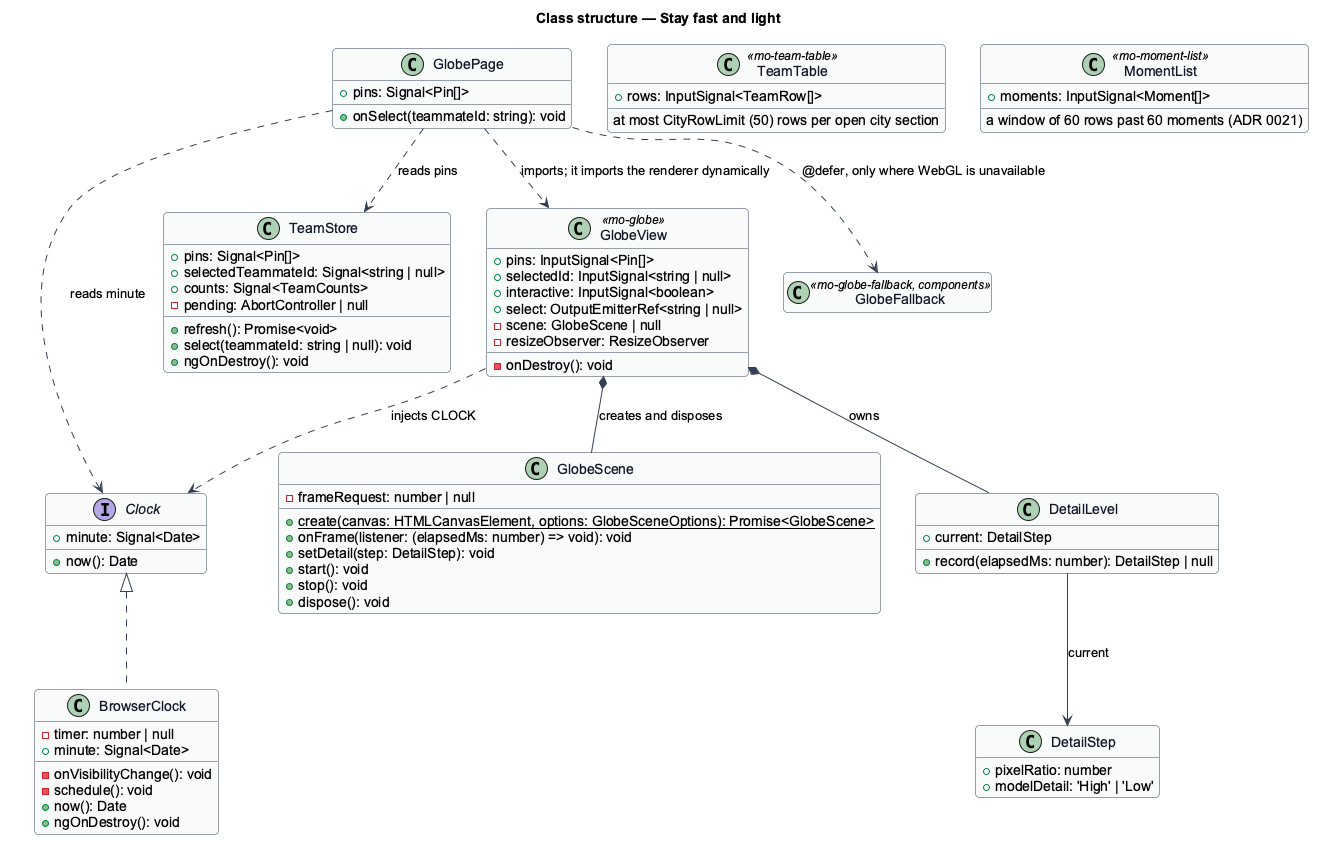 Class structure — Stay fast and light
C GlobePage
pins: Signal<Pin[]>
onSelect(teammateId: string): void
C «mo-team-table»
TeamTable
rows: InputSignal<TeamRow[]>
at most CityRowLimit (50) rows per open city section
C «mo-moment-list»
MomentList
moments: InputSignal<Moment[]>
a window of 60 rows past 60 moments (ADR 0021)
reads pins
imports; it imports the renderer dynamically
@defer, only where WebGL is unavailable
C TeamStore
pins: Signal<Pin[]>
selectedTeammateId: Signal<string | null>
counts: Signal<TeamCounts>
pending: AbortController | null
refresh(): Promise<void>
select(teammateId: string | null): void
ngOnDestroy(): void
C «mo-globe»
GlobeView
pins: InputSignal<Pin[]>
selectedId: InputSignal<string | null>
interactive: InputSignal<boolean>
select: OutputEmitterRef<string | null>
scene: GlobeScene | null
resizeObserver: ResizeObserver
onDestroy(): void
C «mo-globe-fallback, components»
GlobeFallback
reads minute
injects CLOCK
creates and disposes
owns
I Clock
minute: Signal<Date>
now(): Date
C GlobeScene
frameRequest: number | null
create(canvas: HTMLCanvasElement, options: GlobeSceneOptions): Promise<GlobeScene>
onFrame(listener: (elapsedMs: number) => void): void
setDetail(step: DetailStep): void
start(): void
stop(): void
dispose(): void
C DetailLevel
current: DetailStep
record(elapsedMs: number): DetailStep | null
current
C BrowserClock
timer: number | null
minute: Signal<Date>
onVisibilityChange(): void
schedule(): void
now(): Date
ngOnDestroy(): void
C DetailStep
pixelRatio: number
modelDetail: 'High' | 'Low'